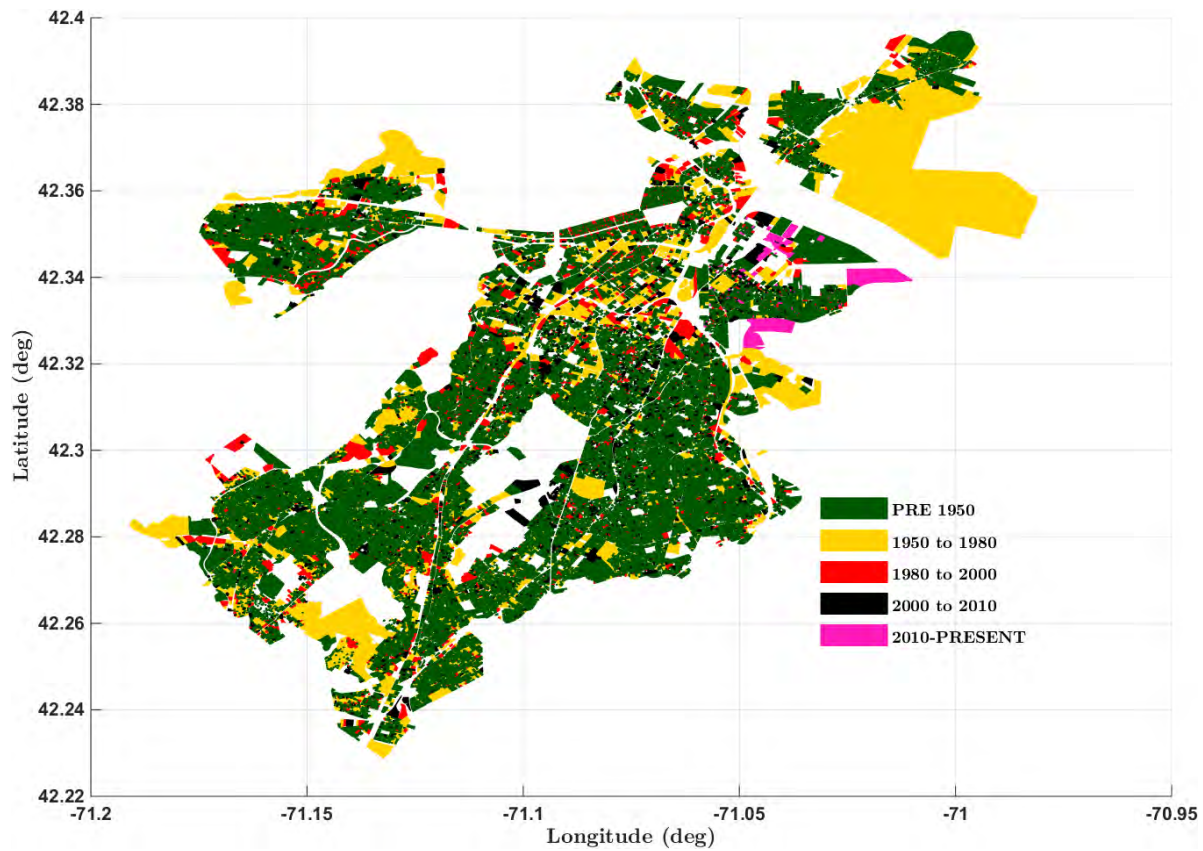 42.4
42.38
42.36
42.34
42.32
42.3
42.28
42.26
42.24
42.22
Latitude (deg)
PRE 1950
1950 to 1980
1980 to 2000
2000 to 2010
2010-PRESENT
-71.2
-71.15
-71.1
-71.05
-71
-70.95
Longitude (deg)